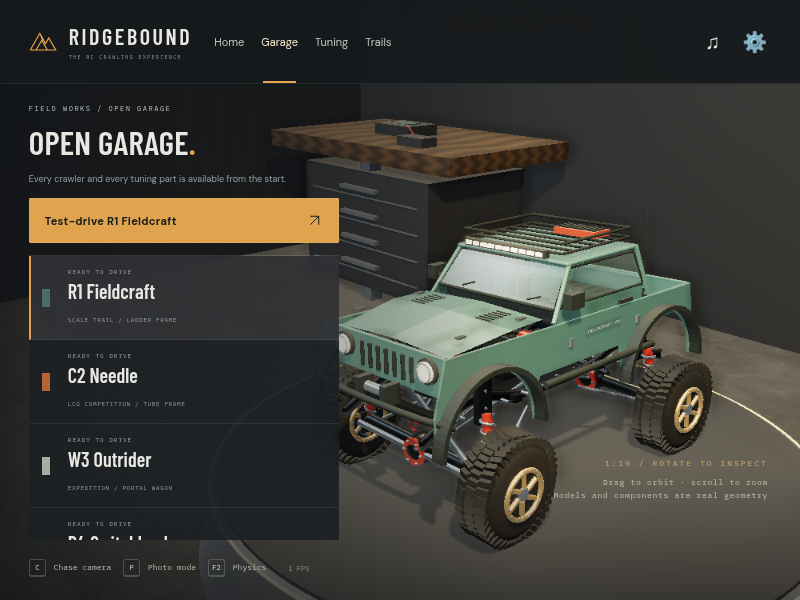 RIDGEBOUND
THE RC CRAWLING EXPERIENCE
Home Garage Tuning Trails
FIELD WORKS / OPEN GARAGE
OPEN GARAGE.
Every crawler and every tuning part is available from the start.
Test-drive R1 Fieldcraft
READY TO DRIVE
R1 Fieldcraft
SCALE TRAIL / LADDER FRAME
READY TO DRIVE
C2 Needle
LCG COMPETITION / TUBE FRAME
READY TO DRIVE
W3 Outrider
EXPEDITION / PORTAL WAGON
READY TO DRIVE
1:10 / ROTATE TO INSPECT
Drag to orbit · scroll to zoom
Models and components are real geometry
C Chase camera P Photo mode F2 Physics 1 FPS